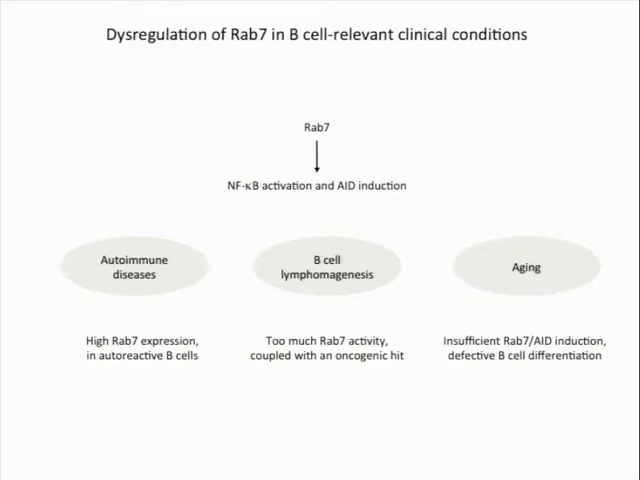 Dysregulation of Rab7 in B cell-relevant clinical conditions
Rab7
NF-κB activation and AID induction
Autoimmune
diseases
B cell
lymphomagenesis
Aging
High Rab7 expression,
in autoreactive B cells
Too much Rab7 activity,
coupled with an oncogenic hit
Insufficient Rab7/AID induction,
defective B cell differentiation